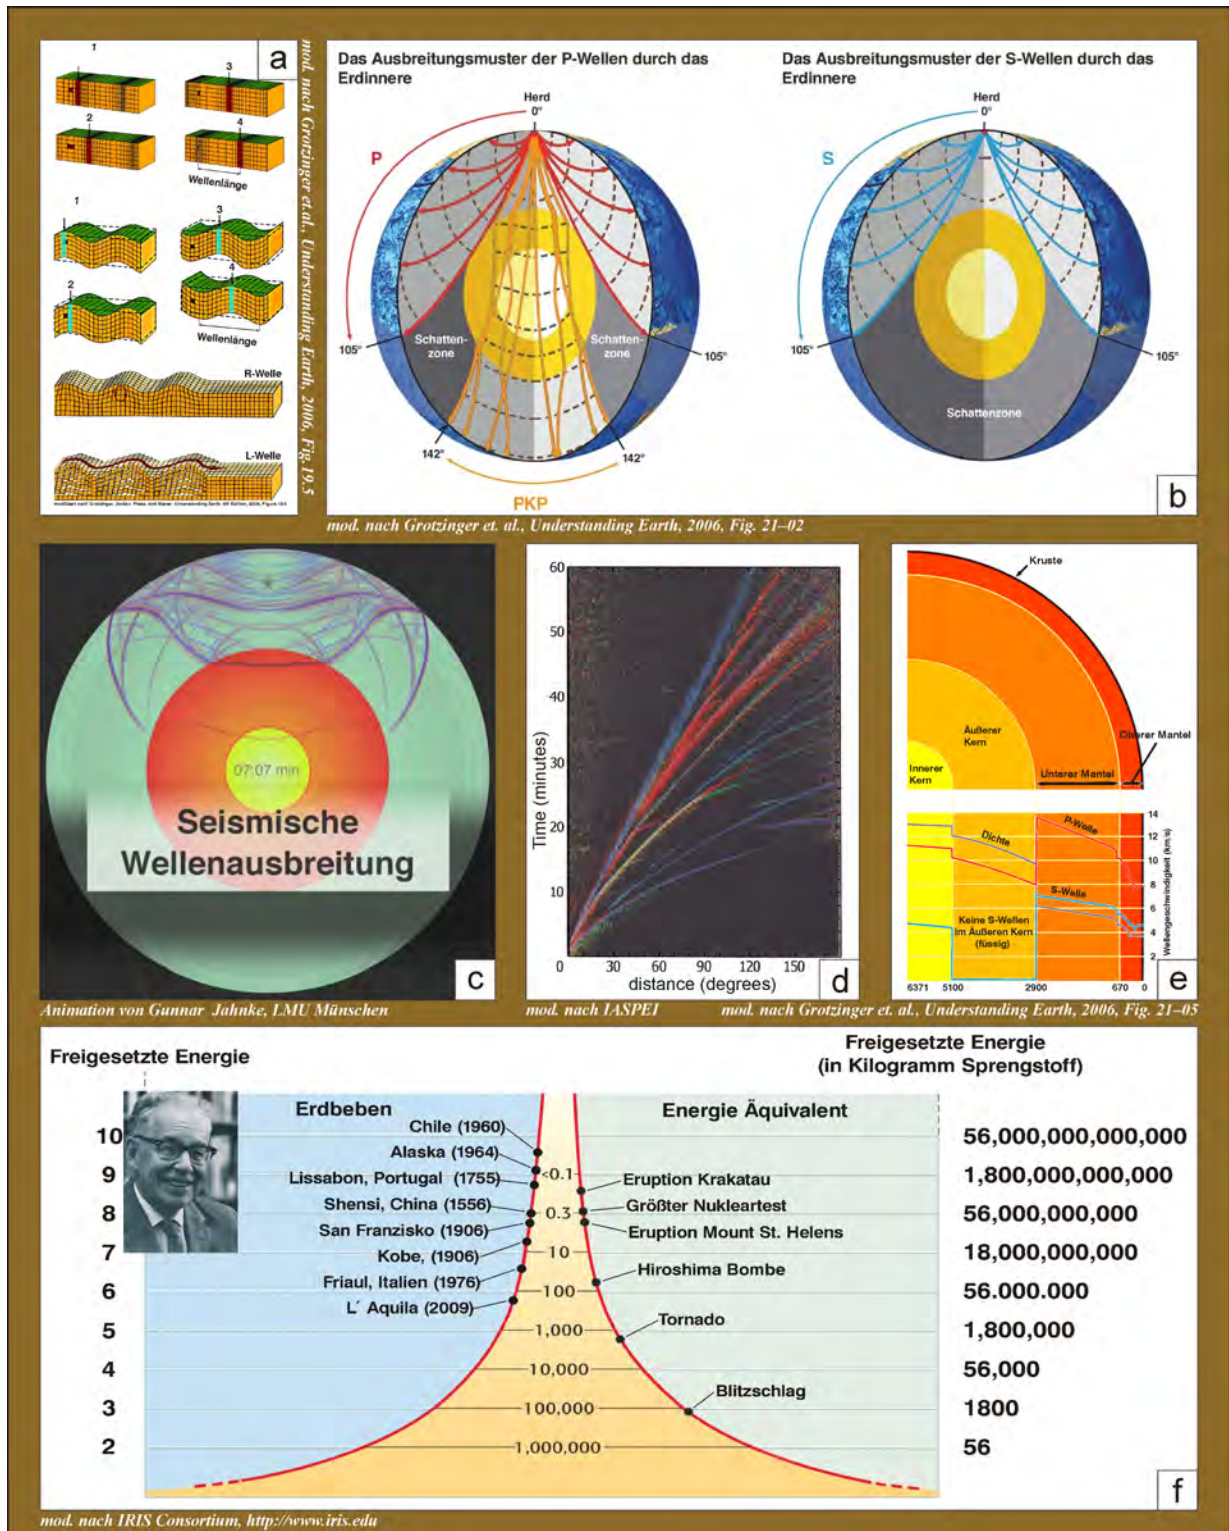 a
1
3
2
4
Wellenlänge
1
3
2
4
Wellenlänge
R-Welle
L-Welle
mod. nach Grotzinger et.al., Understanding Earth, 2006, Fig.19.5
Das Ausbreitungsmuster der P-Wellen durch das
Erdinnere
Herd
0°
P
Schatten-
zone
Schatten-
zone
105°
105°
142°
142°
PKP
Das Ausbreitungsmuster der S-Wellen durch das
Erdinnere
Herd
0°
S
105°
105°
Schattenzone
b
mod. nach Grotzinger et. al., Understanding Earth, 2006, Fig. 21–02
07:07 min
Seismische
Wellenausbreitung
c
Animation von Gunnar Jahnke, LMU Münschen
Time (minutes)
60
50
40
30
20
10
0
30
60
90
120
150
distance (degrees)
d
mod. nach IASPEI
Kruste
Äußerer
Kern
Oberer Mantel
Innerer
Kern
Unterer Mantel
Dichte
P-Welle
S-Welle
Keine S-Wellen
im Äußeren Kern
(füssig)
14
12
10
8
6
4
2
Wellengeschwindigkeit (km/s)
6371
5100
2900
670
0
e
mod. nach Grotzinger et. al., Understanding Earth, 2006, Fig. 21–05
Freigesetzte Energie
Freigesetzte Energie
(in Kilogramm Sprengstoff)
Erdbeben
Energie Äquivalent
Chile (1960)
10
56,000,000,000,000
Alaska (1964)
9
Lissabon, Portugal (1755)
<0.1
Eruption Krakatau
1,800,000,000,000
Shensi, China (1556)
Größter Nukleartest
8
0.3
56,000,000,000
San Franzisko (1906)
Eruption Mount St. Helens
7
Kobe, (1906)
10
18,000,000,000
Friaul, Italien (1976)
Hiroshima Bombe
6
100
56.000.000
L´ Aquila (2009)
Tornado
5
1,000
1,800,000
4
10,000
56,000
Blitzschlag
3
100,000
1800
2
1,000,000
56
f
mod. nach IRIS Consortium, http://www.iris.edu